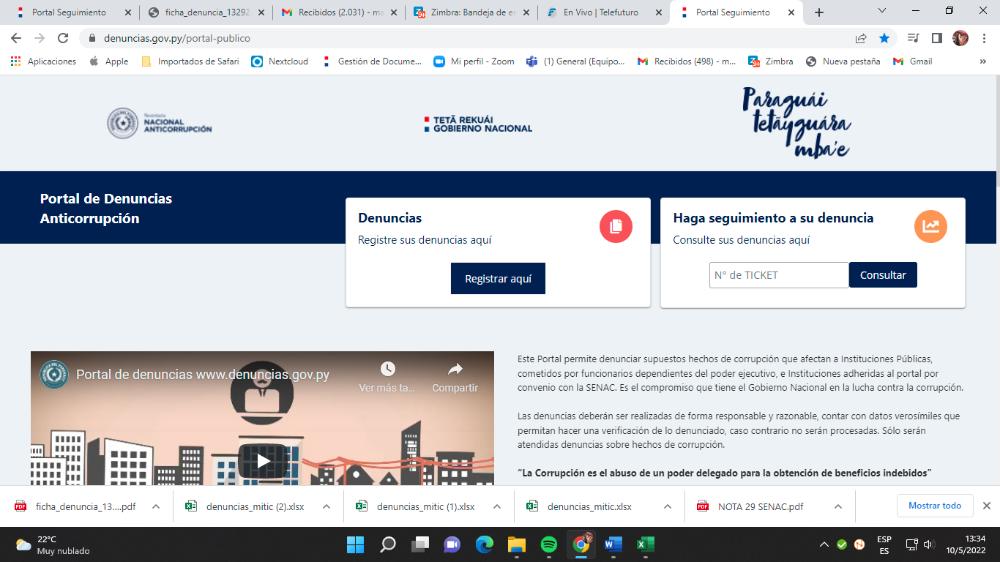 Portal Seguimiento
ficha_denuncia_13292
Recibidos (2.031) - ma
Zimbra: Bandeja de en
En Vivo | Telefuturo
Portal Seguimiento
denuncias.gov.py/portal-publico
Aplicaciones
Apple
Importados de Safari
Nextcloud
Gestión de Docume...
Mi perfil - Zoom
(1) General (Equipo...
Recibidos (498) - m...
Zimbra
Nueva pestaña
Gmail
»
Secretaría
NACIONAL
ANTICORRUPCIÓN
TETÃ REKUÁI
GOBIERNO NACIONAL
Paraguái
tetãyguára
mba'e
Portal de Denuncias
Anticorrupción
Denuncias
Registre sus denuncias aquí
Registrar aquí
Haga seguimiento a su denuncia
Consulte sus denuncias aquí
N° de TICKET
Consultar
Portal de denuncias www.denuncias.gov.py
Ver más ta...
Compartir
Este Portal permite denunciar supuestos hechos de corrupción que afectan a Instituciones Públicas,
cometidos por funcionarios dependientes del poder ejecutivo, e Instituciones adheridas al portal por
convenio con la SENAC. Es el compromiso que tiene el Gobierno Nacional en la lucha contra la corrupción.
Las denuncias deberán ser realizadas de forma responsable y razonable, contar con datos verosímiles que
permitan hacer una verificación de lo denunciado, caso contrario no serán procesadas. Sólo serán
atendidas denuncias sobre hechos de corrupción.
“La Corrupción es el abuso de un poder delegado para la obtención de beneficios indebidos”
ficha_denuncia_13....pdf
denuncias_mitic (2).xlsx
denuncias_mitic (1).xlsx
denuncias_mitic.xlsx
NOTA 29 SENAC.pdf
Mostrar todo
22°C
Muy nublado
ESP
ES
13:34
10/5/2022